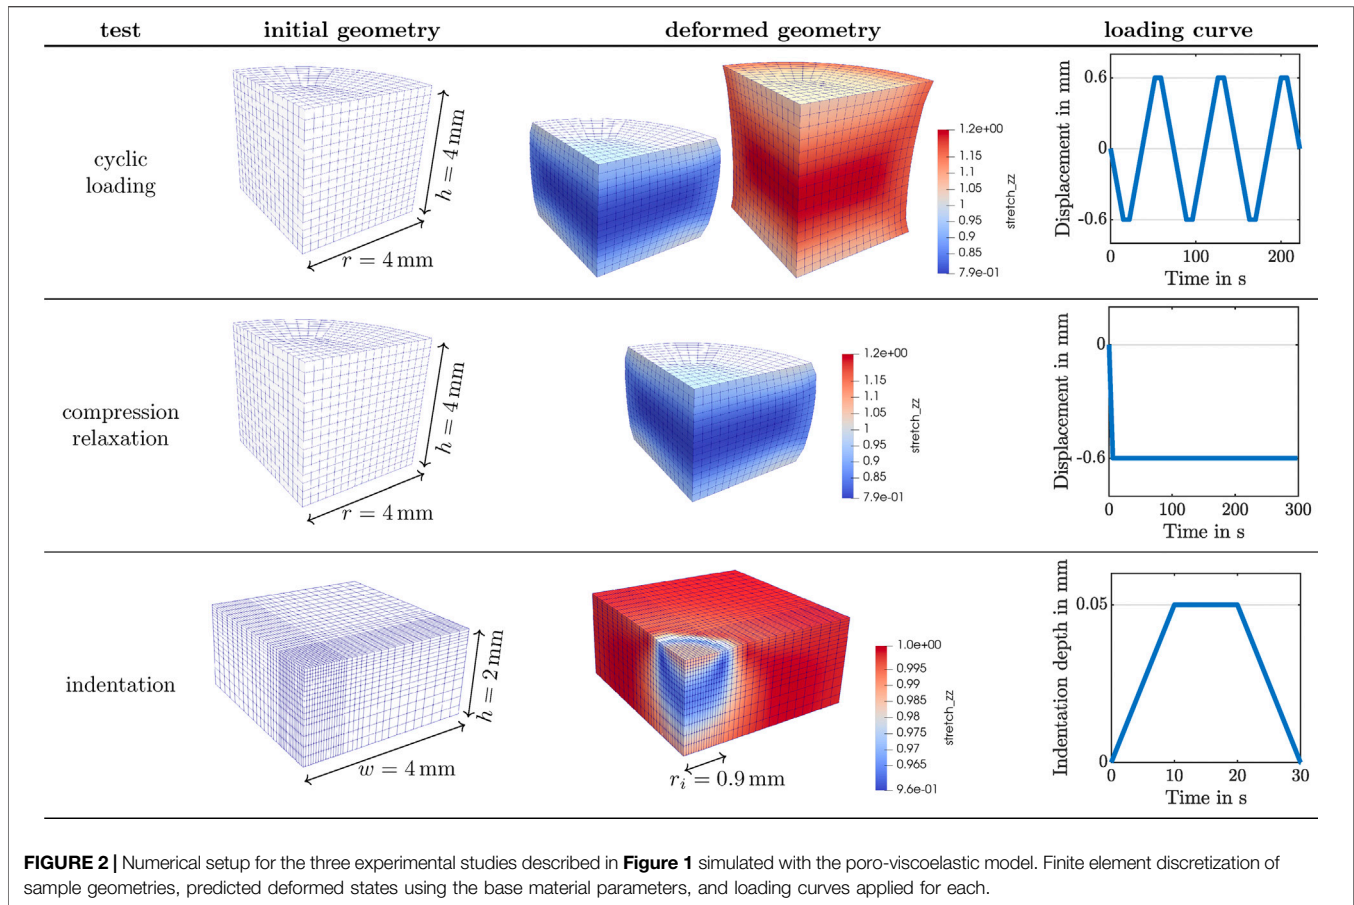 test initial geometry deformed geometry loading curve
cyclic
loading
h = 4 mm
r = 4 mm
1.2e+00
1.15
1.1
1.05
1
0.95
0.9
0.85
7.9e-01
stretch_zz
Displacement in mm
0.6
0
-0.6
0 100 200
Time in s
compression
relaxation
h = 4 mm
r = 4 mm
1.2e+00
1.15
1.1
1.05
1
0.95
0.9
0.85
7.9e-01
stretch_zz
Displacement in mm
0
-0.6
0 100 200 300
Time in s
indentation
h = 2 mm
w = 4 mm
r_i = 0.9 mm
1.0e+00
0.995
0.99
0.985
0.98
0.975
0.97
0.965
9.6e-01
stretch_zz
Indentation depth in mm
0.05
0
0 10 20 30
Time in s
FIGURE 2 | Numerical setup for the three experimental studies described in Figure 1 simulated with the poro-viscoelastic model. Finite element discretization of
sample geometries, predicted deformed states using the base material parameters, and loading curves applied for each.